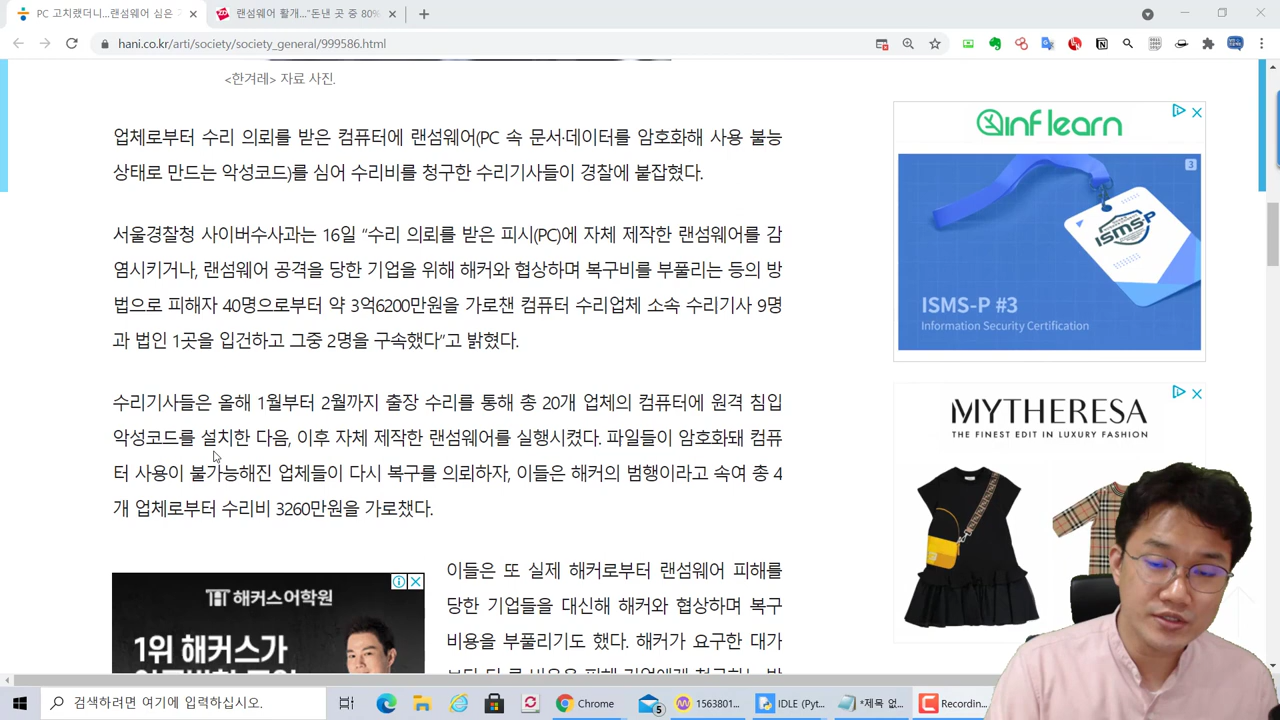 PC 고치랬더니...랜섬웨어 심은
랜섬웨어 활개..."돈낸 곳 중 80%
hani.co.kr/arti/society/society_general/999586.html
<한겨레> 자료 사진.
업체로부터 수리 의뢰를 받은 컴퓨터에 랜섬웨어(PC 속 문서·데이터를 암호화해 사용 불능
상태로 만드는 악성코드)를 심어 수리비를 청구한 수리기사들이 경찰에 붙잡혔다.
서울경찰청 사이버수사과는 16일 “수리 의뢰를 받은 피시(PC)에 자체 제작한 랜섬웨어를 감
염시키거나, 랜섬웨어 공격을 당한 기업을 위해 해커와 협상하며 복구비를 부풀리는 등의 방
법으로 피해자 40명으로부터 약 3억6200만원을 가로챈 컴퓨터 수리업체 소속 수리기사 9명
과 법인 1곳을 입건하고 그중 2명을 구속했다”고 밝혔다.
수리기사들은 올해 1월부터 2월까지 출장 수리를 통해 총 20개 업체의 컴퓨터에 원격 침입
악성코드를 설치한 다음, 이후 자체 제작한 랜섬웨어를 실행시켰다. 파일들이 암호화돼 컴퓨
터 사용이 불가능해진 업체들이 다시 복구를 의뢰하자, 이들은 해커의 범행이라고 속여 총 4
개 업체로부터 수리비 3260만원을 가로챘다.
이들은 또 실제 해커로부터 랜섬웨어 피해를
당한 기업들을 대신해 해커와 협상하며 복구
비용을 부풀리기도 했다. 해커가 요구한 대가
해커스어학원
1위 해커스가
inflearn
3
ISMS-P
ISMS-P #3
Information Security Certification
MYTHERESA
THE FINEST EDIT IN LUXURY FASHION
검색하려면 여기에 입력하십시오.
Chrome
5
1563801...
IDLE (Pyt...
*제목 없...
Recordin...